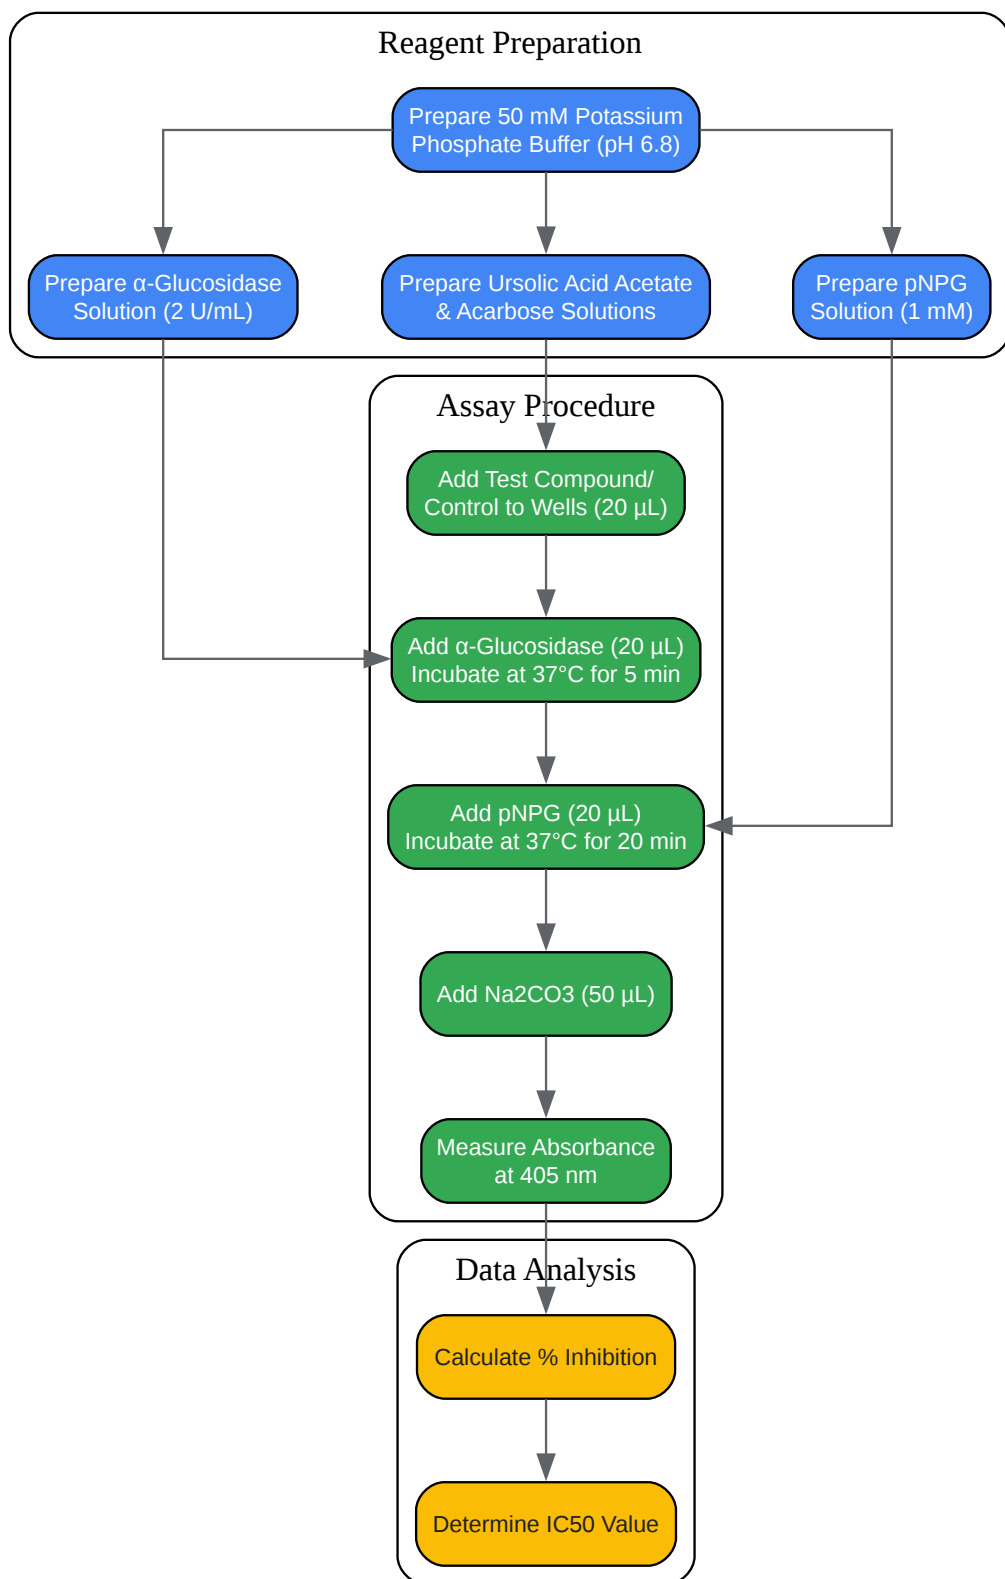 Reagent Preparation
Prepare 50 mM Potassium
Phosphate Buffer (pH 6.8)
Prepare α-Glucosidase
Solution (2 U/mL)
Prepare Ursolic Acid Acetate
& Acarbose Solutions
Prepare pNPG
Solution (1 mM)
Assay Procedure
Add Test Compound/
Control to Wells (20 µL)
Add α-Glucosidase (20 µL)
Incubate at 37°C for 5 min
Add pNPG (20 µL)
Incubate at 37°C for 20 min
Add Na2CO3 (50 µL)
Measure Absorbance
at 405 nm
Data Analysis
Calculate % Inhibition
Determine IC50 Value